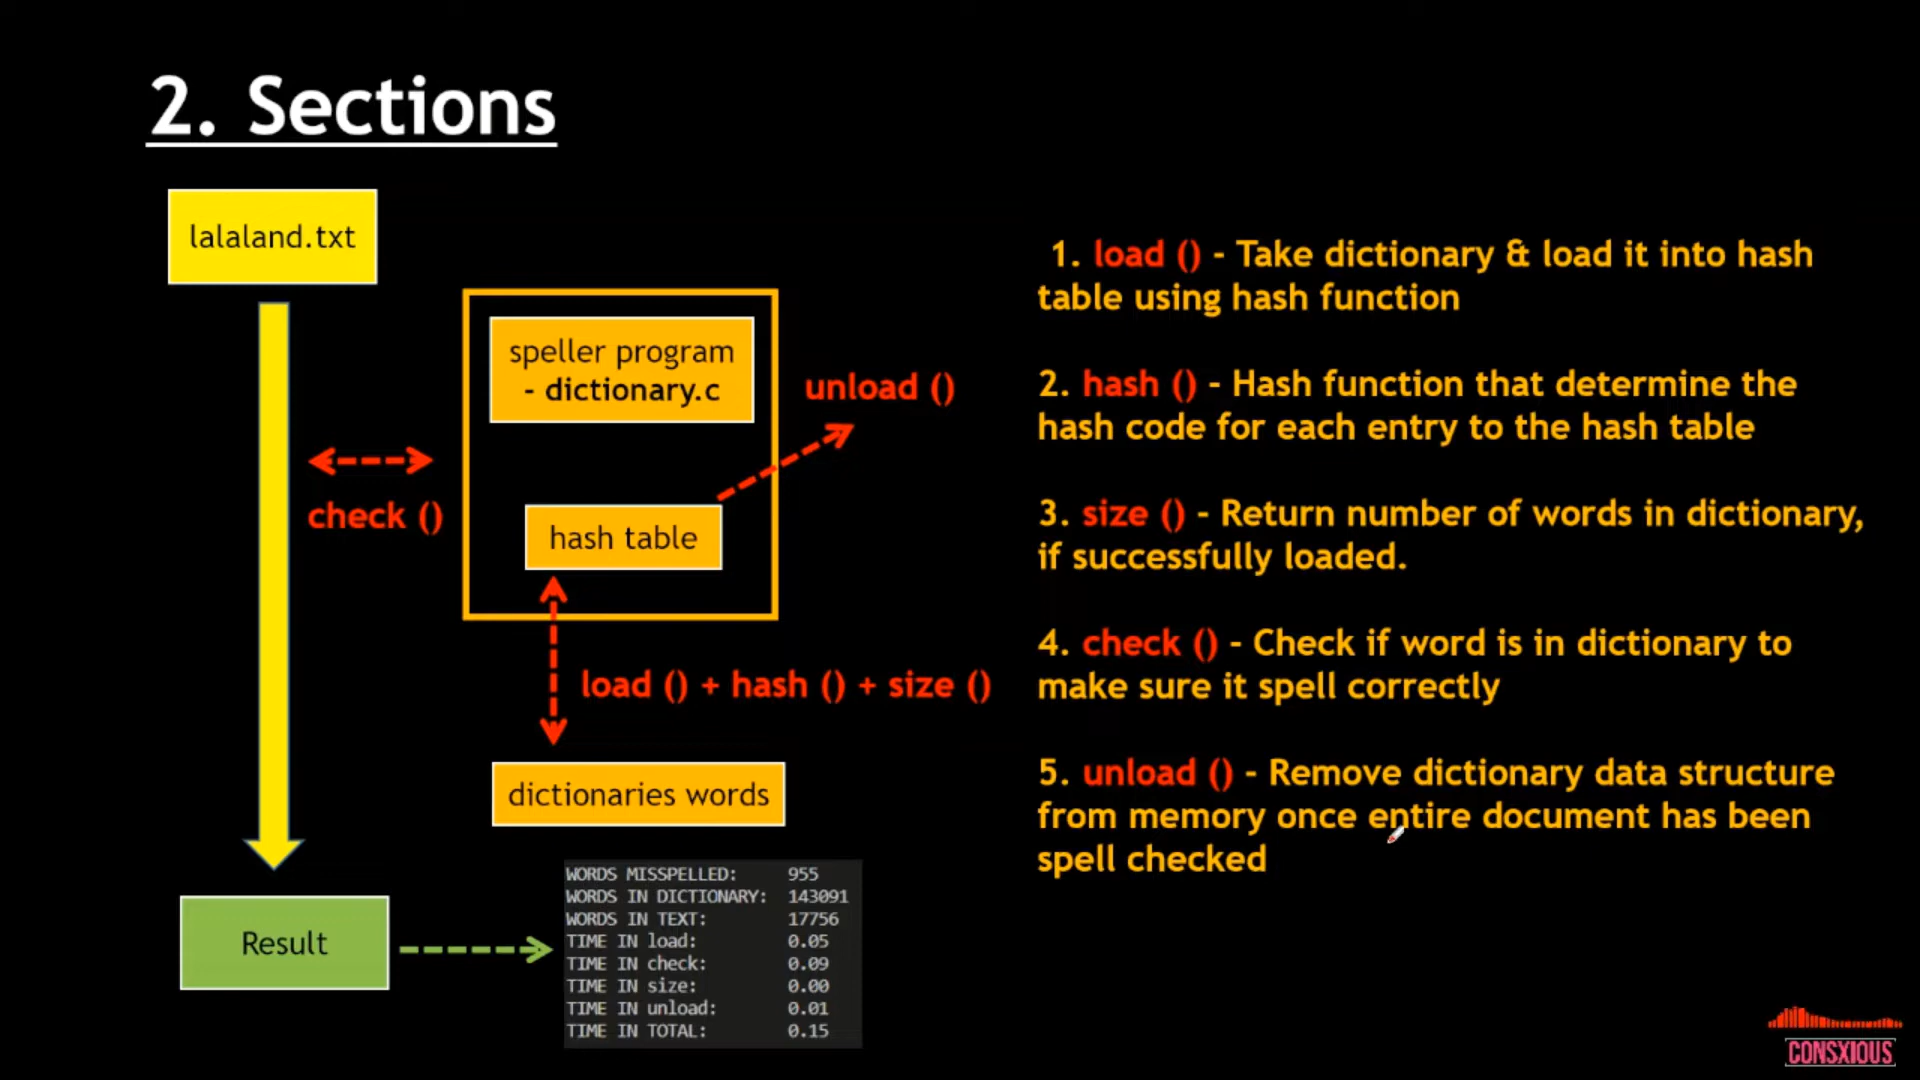 2. Sections
lalaland.txt
speller program
- dictionary.c
unload ()
check ()
hash table
load () + hash () + size ()
dictionaries words
Result
WORDS MISSPELLED: 955
WORDS IN DICTIONARY: 143091
WORDS IN TEXT: 17756
TIME IN load: 0.05
TIME IN check: 0.09
TIME IN size: 0.00
TIME IN unload: 0.01
TIME IN TOTAL: 0.15
1. load () - Take dictionary & load it into hash
table using hash function
2. hash () - Hash function that determine the
hash code for each entry to the hash table
3. size () - Return number of words in dictionary,
if successfully loaded.
4. check () - Check if word is in dictionary to
make sure it spell correctly
5. unload () - Remove dictionary data structure
from memory once entire document has been
spell checked
CONSXIOUS